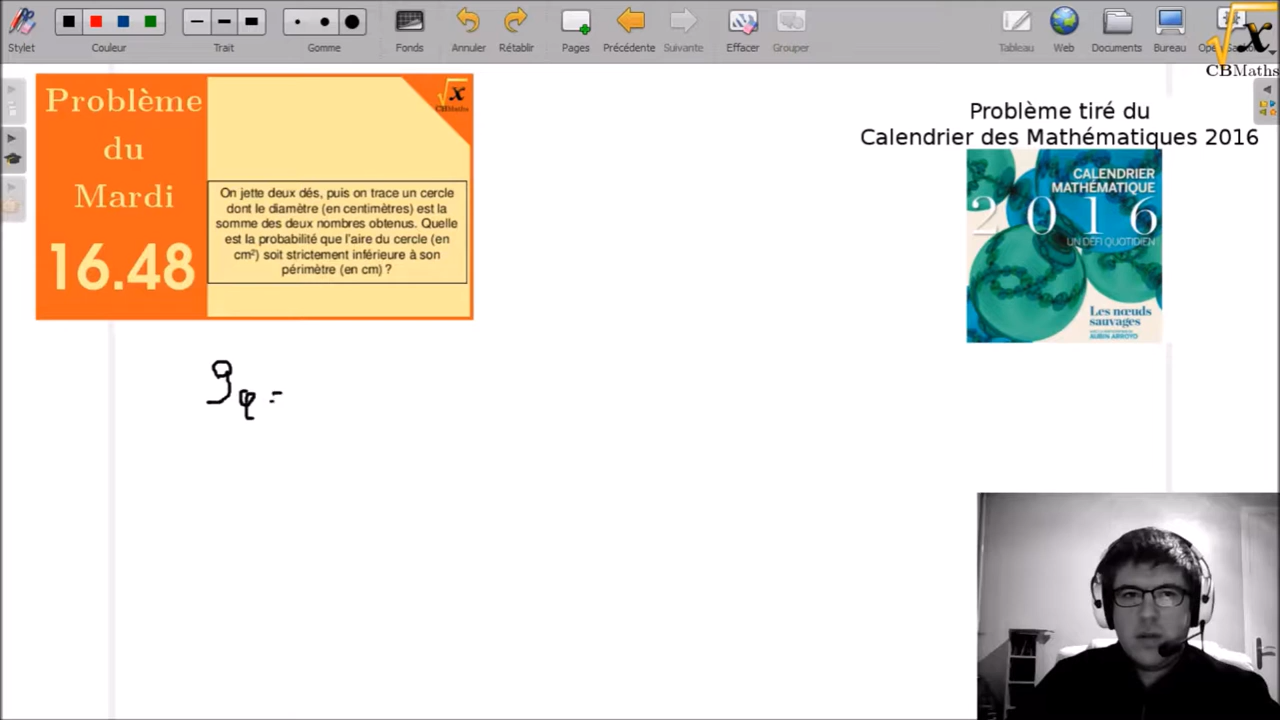 Stylet
Couleur
Trait
Gomme
Fonds
Annuler
Rétablir
Pages
Précédente
Suivante
Effacer
Grouper
Tableau
Web
Documents
Bureau
√x
CBMaths
Problème
du
Mardi
16.48
√x
CBMaths
On jette deux dés, puis on trace un cercle
dont le diamètre (en centimètres) est la
somme des deux nombres obtenus. Quelle
est la probabilité que l'aire du cercle (en
cm²) soit strictement inférieure à son
périmètre (en cm) ?
Problème tiré du
Calendrier des Mathématiques 2016
CALENDRIER
MATHÉMATIQUE
2016
UN DÉFI QUOTIDIEN
Les nœuds
sauvages
AUBIN ARROYO